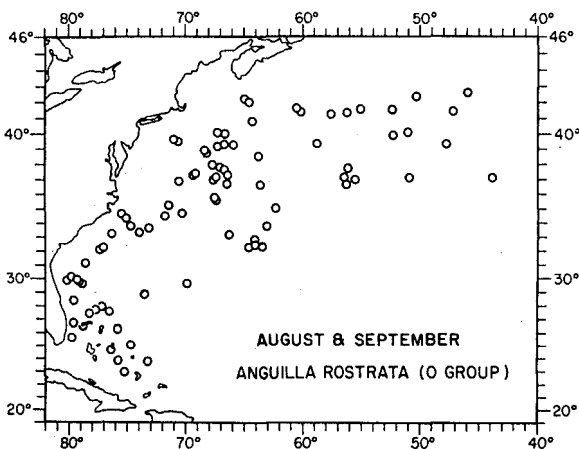 80° 70° 60° 50° 40°
46° 46°
40° 40°
30° 30°
AUGUST & SEPTEMBER
ANGUILLA ROSTRATA (O GROUP)
20° 20°
80° 70° 60° 50° 40°